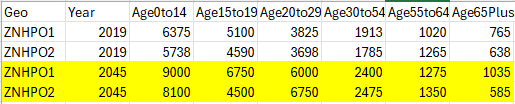 Geo Year Age0to14 Age15to19 Age20to29 Age30to54 Age55to64 Age65Plus
ZNHPO1 2019 6375 5100 3825 1913 1020 765
ZNHPO2 2019 5738 4590 3698 1785 1265 638
ZNHPO1 2045 9000 6750 6000 2400 1275 1035
ZNHPO2 2045 8100 4500 6750 2475 1350 585